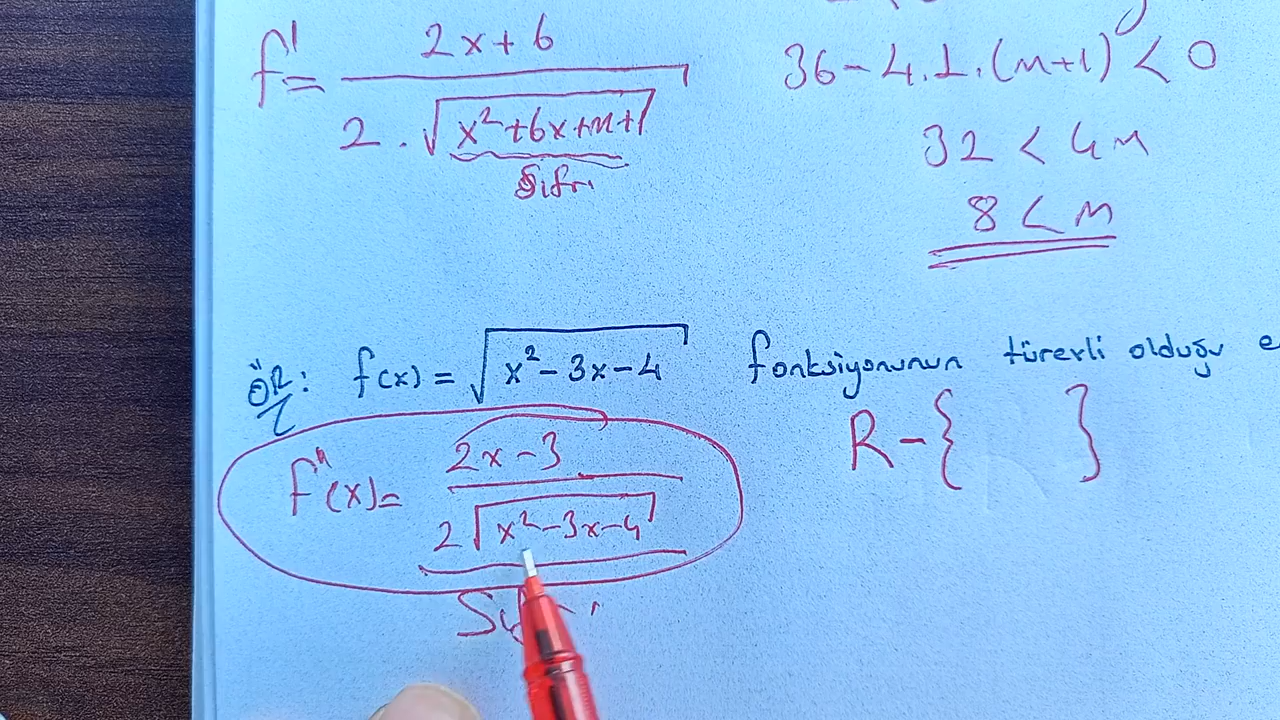 f' = 2x+6 / 2.√x²+6x+m+1
Sıfrı
36-4.1.(m+1) < 0
32 < 4m
8 < m
ÖR: f(x) = √x²-3x-4 fonksiyonunun türevli olduğu e
f'(x) = 2x-3 / 2√x²-3x-4
R-{ }